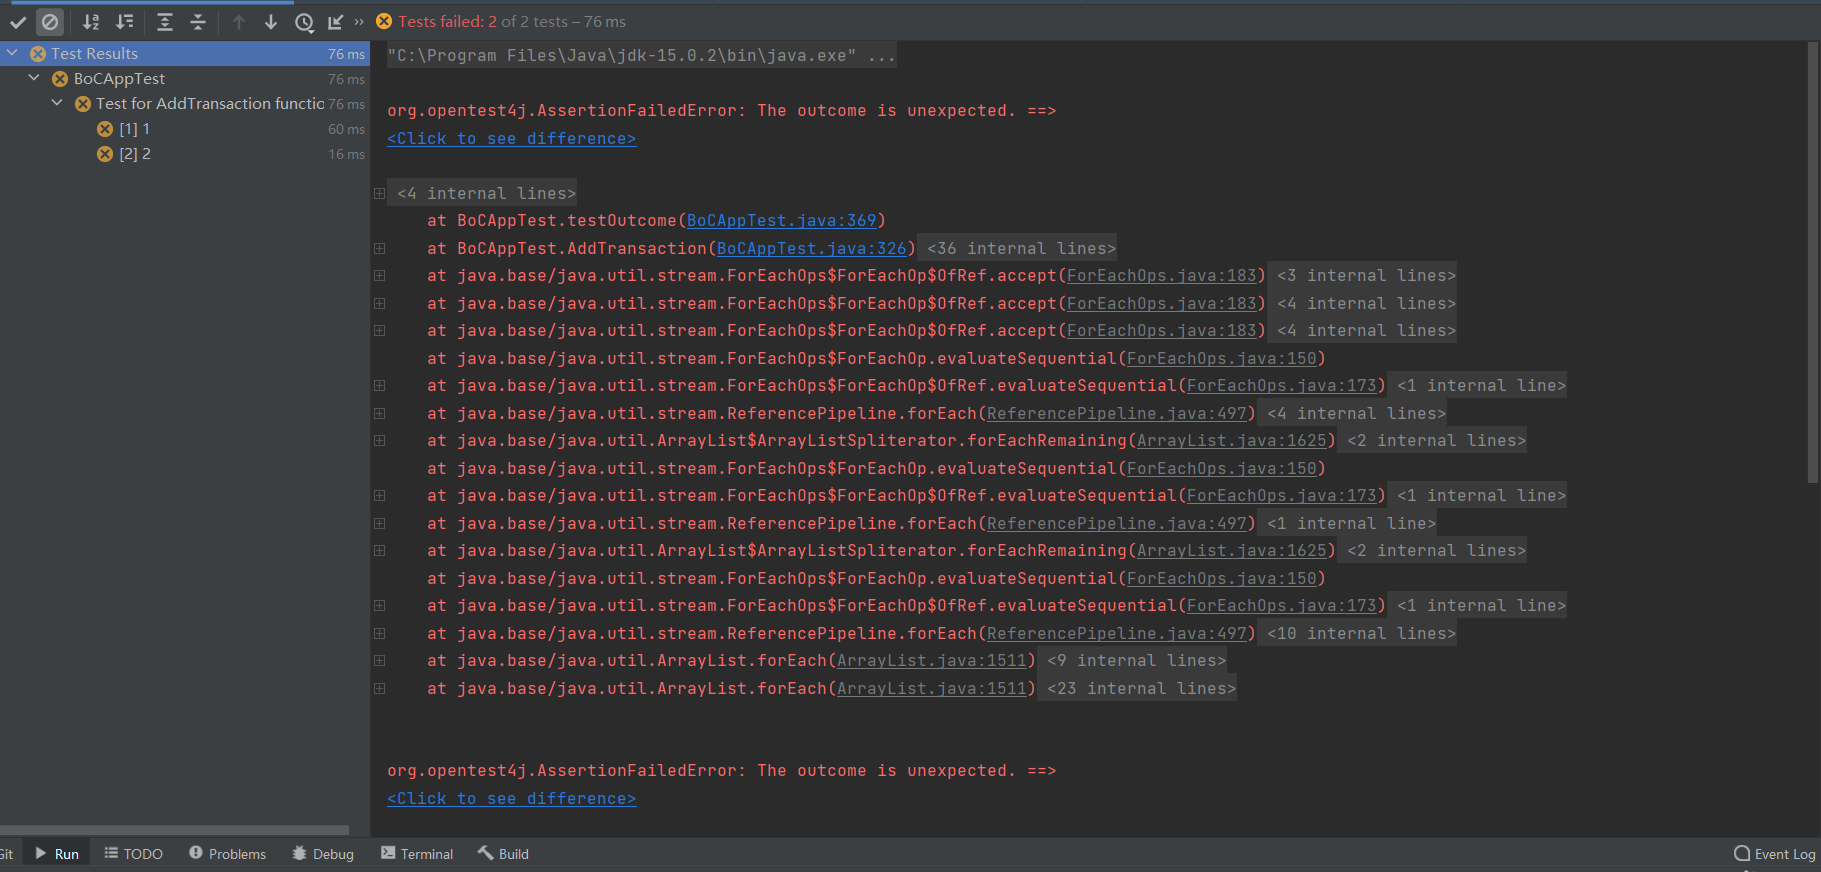 Tests failed: 2 of 2 tests – 76 ms
Test Results 76 ms
BoCAppTest 76 ms
Test for AddTransaction functio 76 ms
[1] 1 60 ms
[2] 2 16 ms
"C:\Program Files\Java\jdk-15.0.2\bin\java.exe" ...
org.opentest4j.AssertionFailedError: The outcome is unexpected. ==>
<Click to see difference>
<4 internal lines>
at BoCAppTest.testOutcome(BoCAppTest.java:369)
at BoCAppTest.AddTransaction(BoCAppTest.java:326) <36 internal lines>
at java.base/java.util.stream.ForEachOps$ForEachOp$OfRef.accept(ForEachOps.java:183) <3 internal lines>
at java.base/java.util.stream.ForEachOps$ForEachOp$OfRef.accept(ForEachOps.java:183) <4 internal lines>
at java.base/java.util.stream.ForEachOps$ForEachOp$OfRef.accept(ForEachOps.java:183) <4 internal lines>
at java.base/java.util.stream.ForEachOps$ForEachOp.evaluateSequential(ForEachOps.java:150)
at java.base/java.util.stream.ForEachOps$ForEachOp$OfRef.evaluateSequential(ForEachOps.java:173) <1 internal line>
at java.base/java.util.stream.ReferencePipeline.forEach(ReferencePipeline.java:497) <4 internal lines>
at java.base/java.util.ArrayList$ArrayListSpliterator.forEachRemaining(ArrayList.java:1625) <2 internal lines>
at java.base/java.util.stream.ForEachOps$ForEachOp.evaluateSequential(ForEachOps.java:150)
at java.base/java.util.stream.ForEachOps$ForEachOp$OfRef.evaluateSequential(ForEachOps.java:173) <1 internal line>
at java.base/java.util.stream.ReferencePipeline.forEach(ReferencePipeline.java:497) <1 internal line>
at java.base/java.util.ArrayList$ArrayListSpliterator.forEachRemaining(ArrayList.java:1625) <2 internal lines>
at java.base/java.util.stream.ForEachOps$ForEachOp.evaluateSequential(ForEachOps.java:150)
at java.base/java.util.stream.ForEachOps$ForEachOp$OfRef.evaluateSequential(ForEachOps.java:173) <1 internal line>
at java.base/java.util.stream.ReferencePipeline.forEach(ReferencePipeline.java:497) <10 internal lines>
at java.base/java.util.ArrayList.forEach(ArrayList.java:1511) <9 internal lines>
at java.base/java.util.ArrayList.forEach(ArrayList.java:1511) <23 internal lines>
org.opentest4j.AssertionFailedError: The outcome is unexpected. ==>
<Click to see difference>
Git Run TODO Problems Debug Terminal Build Event Log